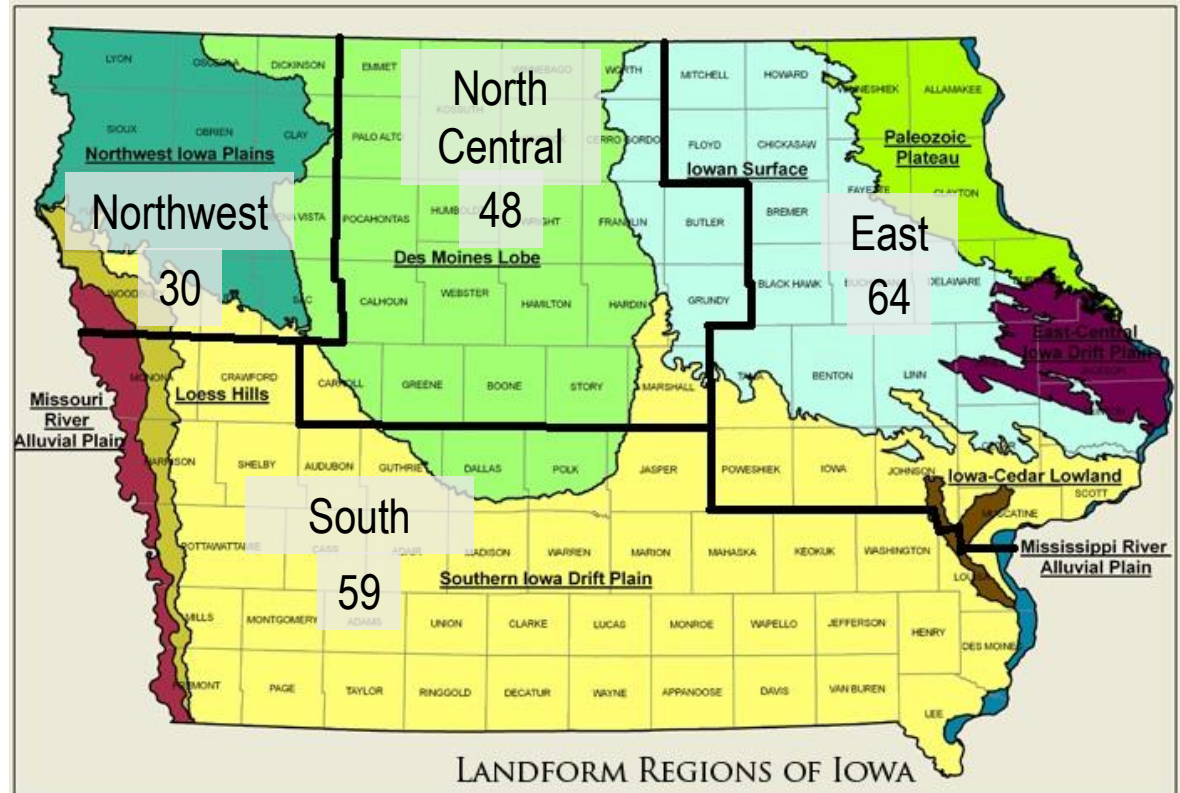 LYON
OSCEOLA
DICKINSON
EMMET
WINNEBAGO
WORTH
MITCHELL
HOWARD
WINNESHIEK
ALLAMAKEE
North
Central
48
KOSSUTH
SIOUX
OBRIEN
CLAY
PALO ALTO
CERRO GORDO
FLOYD
CHICKASAW
Paleozoic
Plateau
Northwest Iowa Plains
Iowan Surface
FAYETTE
CLAYTON
Northwest
30
POCAHONTAS
HUMBOLDT
WRIGHT
FRANKLIN
BUTLER
BREMER
East
64
Des Moines Lobe
SAC
CALHOUN
WEBSTER
HAMILTON
HARDIN
GRUNDY
BLACK HAWK
DELAWARE
East-Central
Iowa Drift Plain
JACKSON
MONONA
CRAWFORD
CARROLL
GREENE
BOONE
STORY
MARSHALL
TAMA
BENTON
LINN
Loess Hills
Missouri
River
Alluvial Plain
HARRISON
SHELBY
AUDUBON
GUTHRIE
DALLAS
POLK
JASPER
POWESHIEK
IOWA
JOHNSON
Iowa-Cedar Lowland
SCOTT
MUSCATINE
South
59
POTTAWATTAMIE
CASS
ADAIR
MADISON
WARREN
MARION
MAHASKA
KEOKUK
WASHINGTON
LOUISA
Mississippi River
Alluvial Plain
Southern Iowa Drift Plain
MILLS
MONTGOMERY
ADAMS
UNION
CLARKE
LUCAS
MONROE
WAPELLO
JEFFERSON
HENRY
DES MOINES
FREMONT
PAGE
TAYLOR
RINGGOLD
DECATUR
WAYNE
APPANOOSE
DAVIS
VAN BUREN
LEE
LANDFORM REGIONS OF IOWA